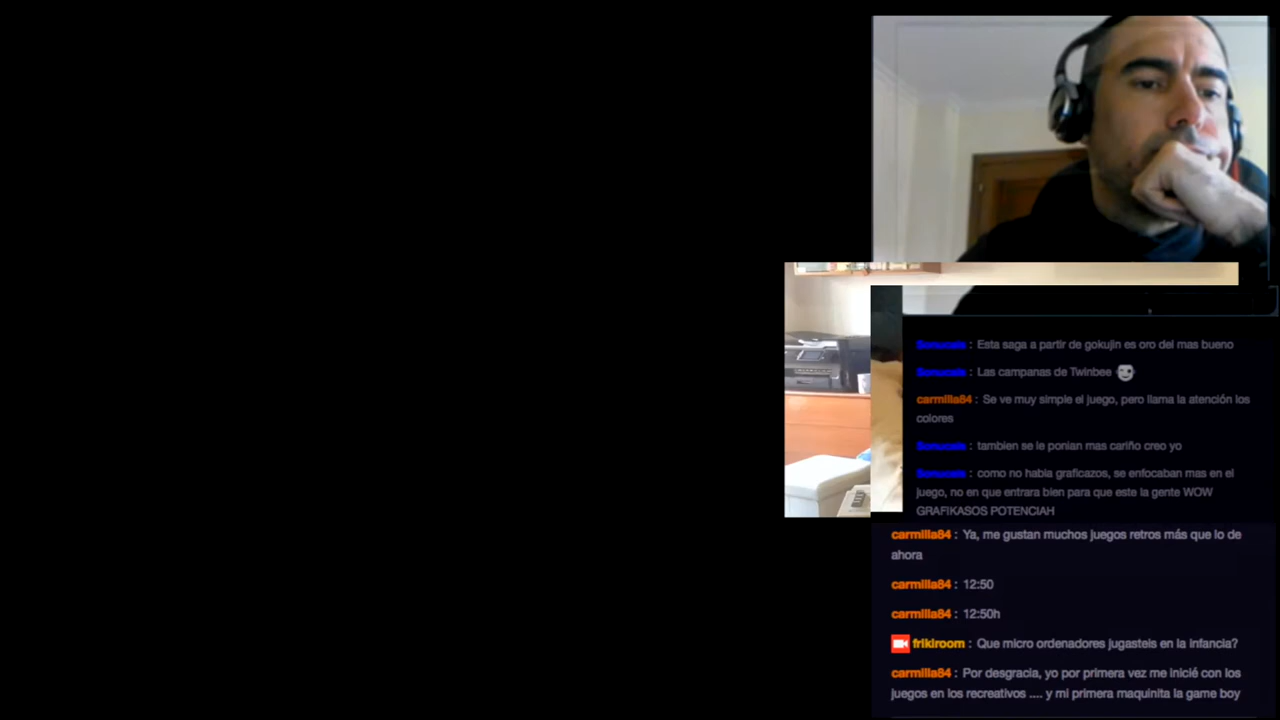 Sonucais : Esta saga a partir de gokujin es oro del mas bueno
Sonucais : Las campanas de Twinbee
carmilla84 : Se ve muy simple el juego, pero llama la atención los
colores
: tambien se le ponian mas cariño creo yo
: como no habia graficazos, se enfocaban mas en el
juego, no en que entrara bien para que este la gente WOW
GRAFIKASOS POTENCIAH
carmilla84 : Ya, me gustan muchos juegos retros más que lo de
ahora
carmilla84 : 12:50
carmilla84 : 12:50h
frikiroom : Que micro ordenadores jugasteis en la infancia?
carmilla84 : Por desgracia, yo por primera vez me inicié con los
juegos en los recreativos .... y mi primera maquinita la game boy